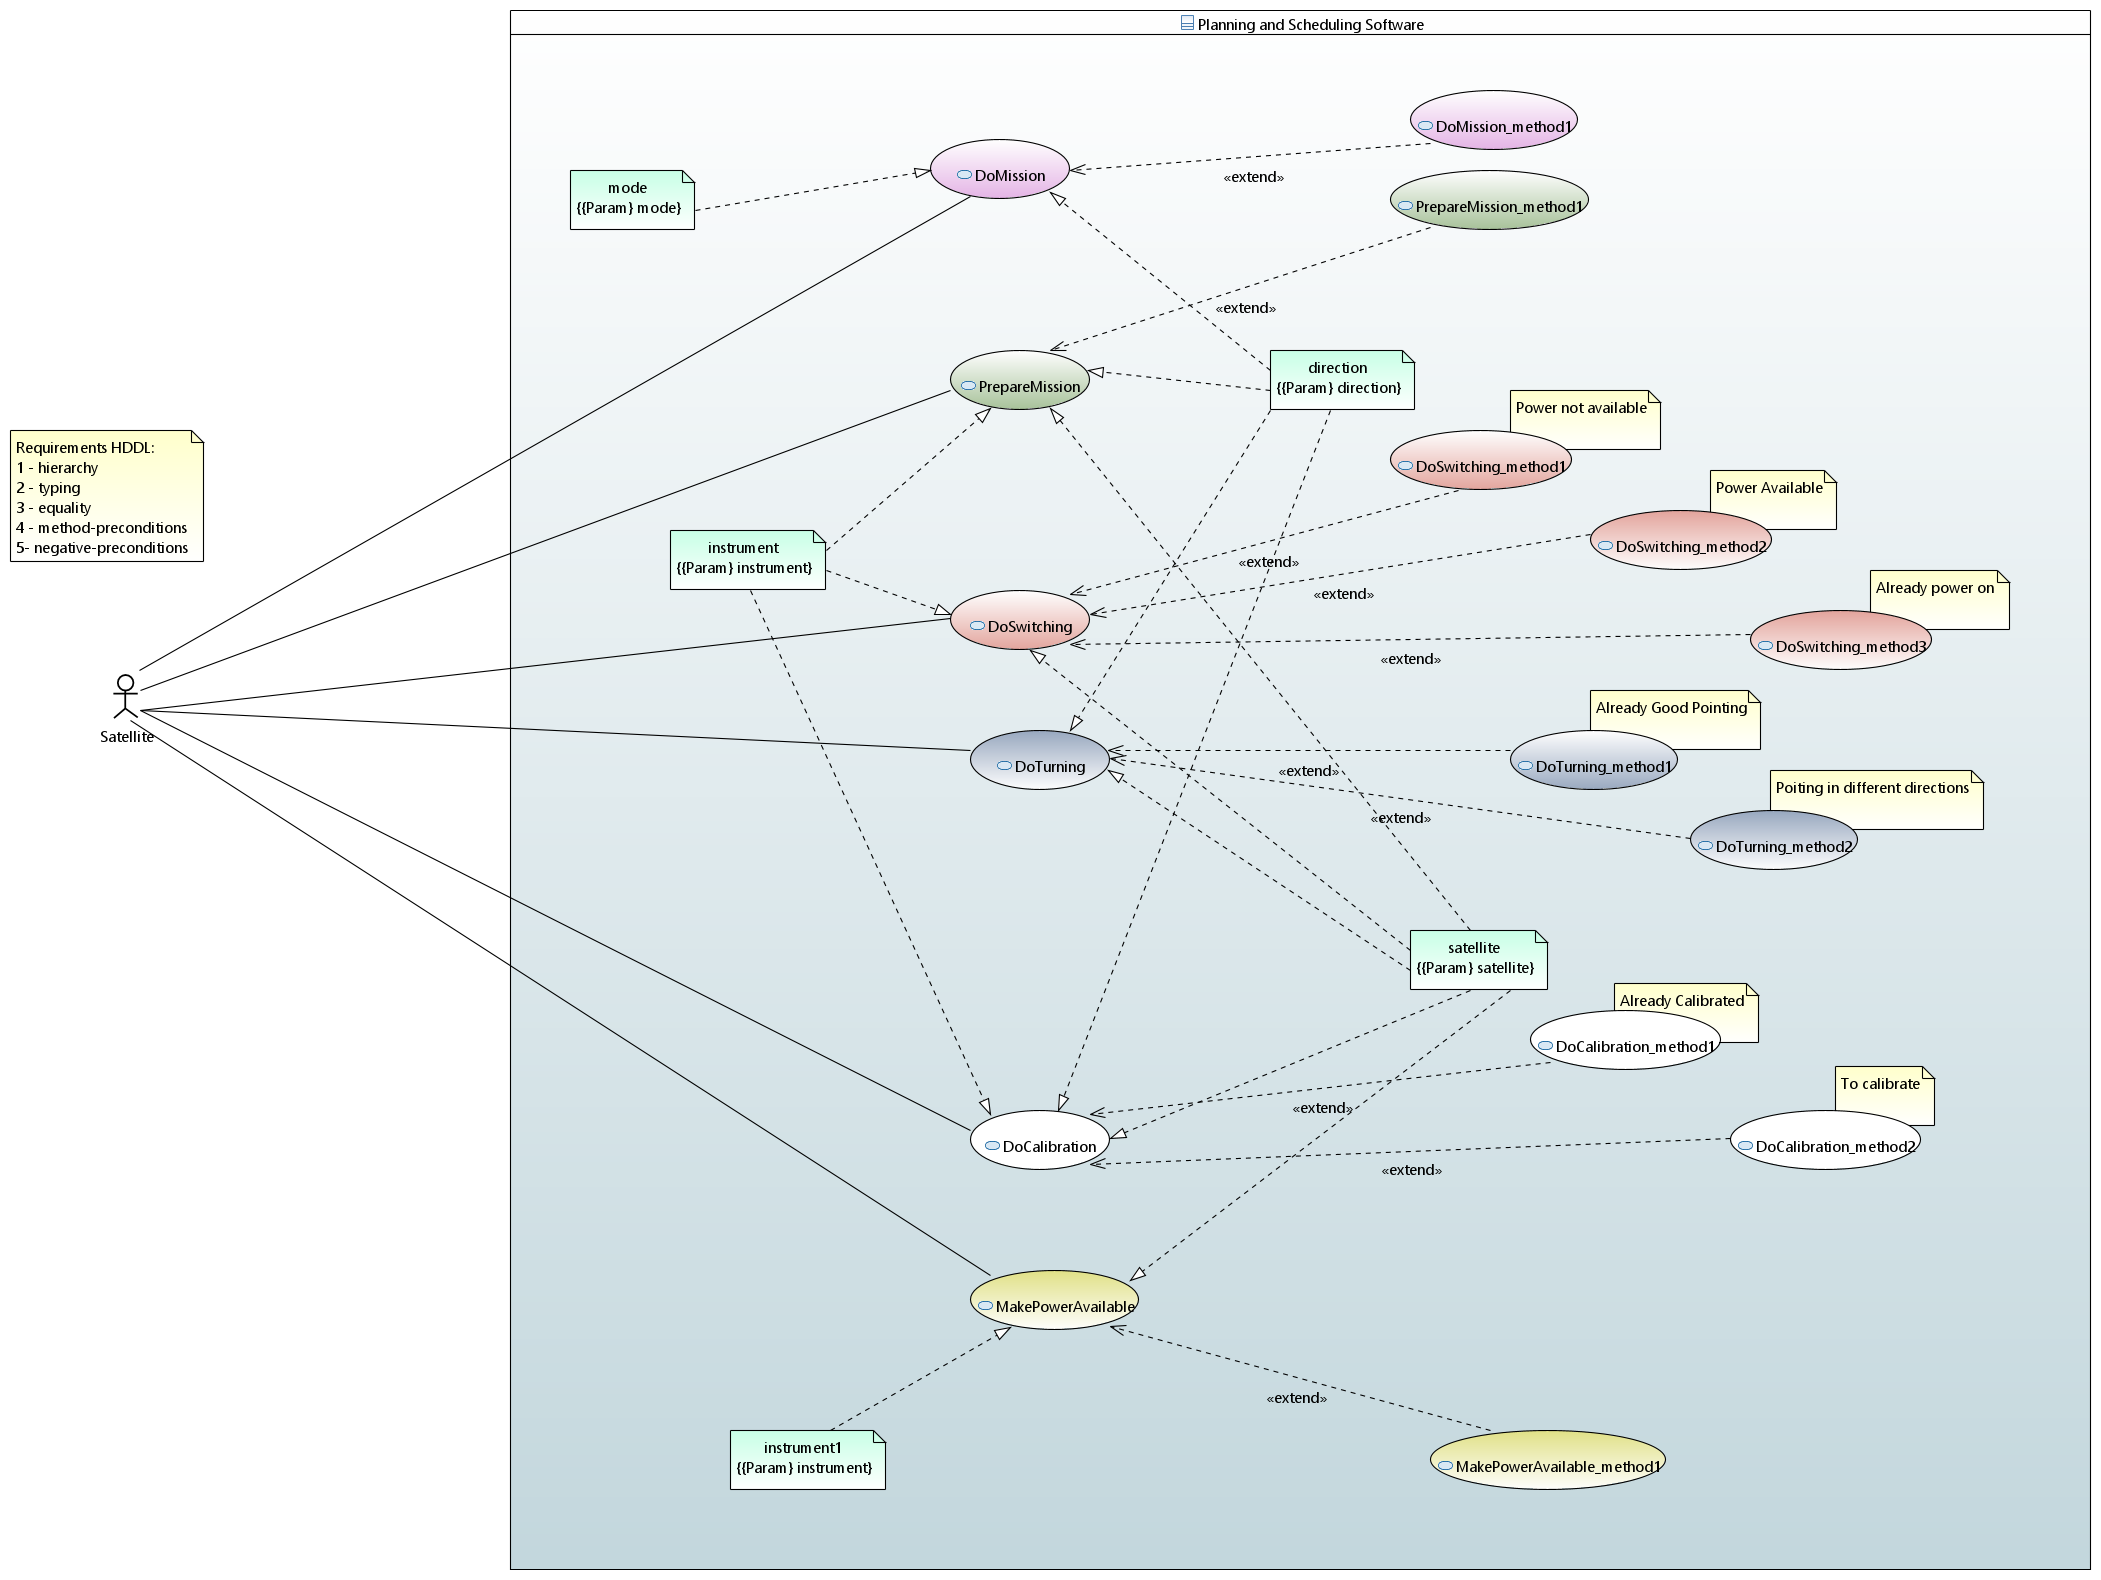 Planning and Scheduling Software
DoMission_method1
DoMission
«extend»
mode
{{Param} mode}
PrepareMission_method1
«extend»
direction
{{Param} direction}
PrepareMission
Power not available
DoSwitching_method1
Requirements HDDL:
1 - hierarchy
2 - typing
3 - equality
4 - method-preconditions
5- negative-preconditions
Power Available
DoSwitching_method2
instrument
{{Param} instrument}
«extend»
«extend»
Already power on
DoSwitching
DoSwitching_method3
«extend»
Satellite
Already Good Pointing
DoTurning
DoTurning_method1
«extend»
Poiting in different directions
«extend»
DoTurning_method2
satellite
{{Param} satellite}
Already Calibrated
DoCalibration_method1
To calibrate
«extend»
DoCalibration
DoCalibration_method2
«extend»
MakePowerAvailable
«extend»
instrument1
{{Param} instrument}
MakePowerAvailable_method1